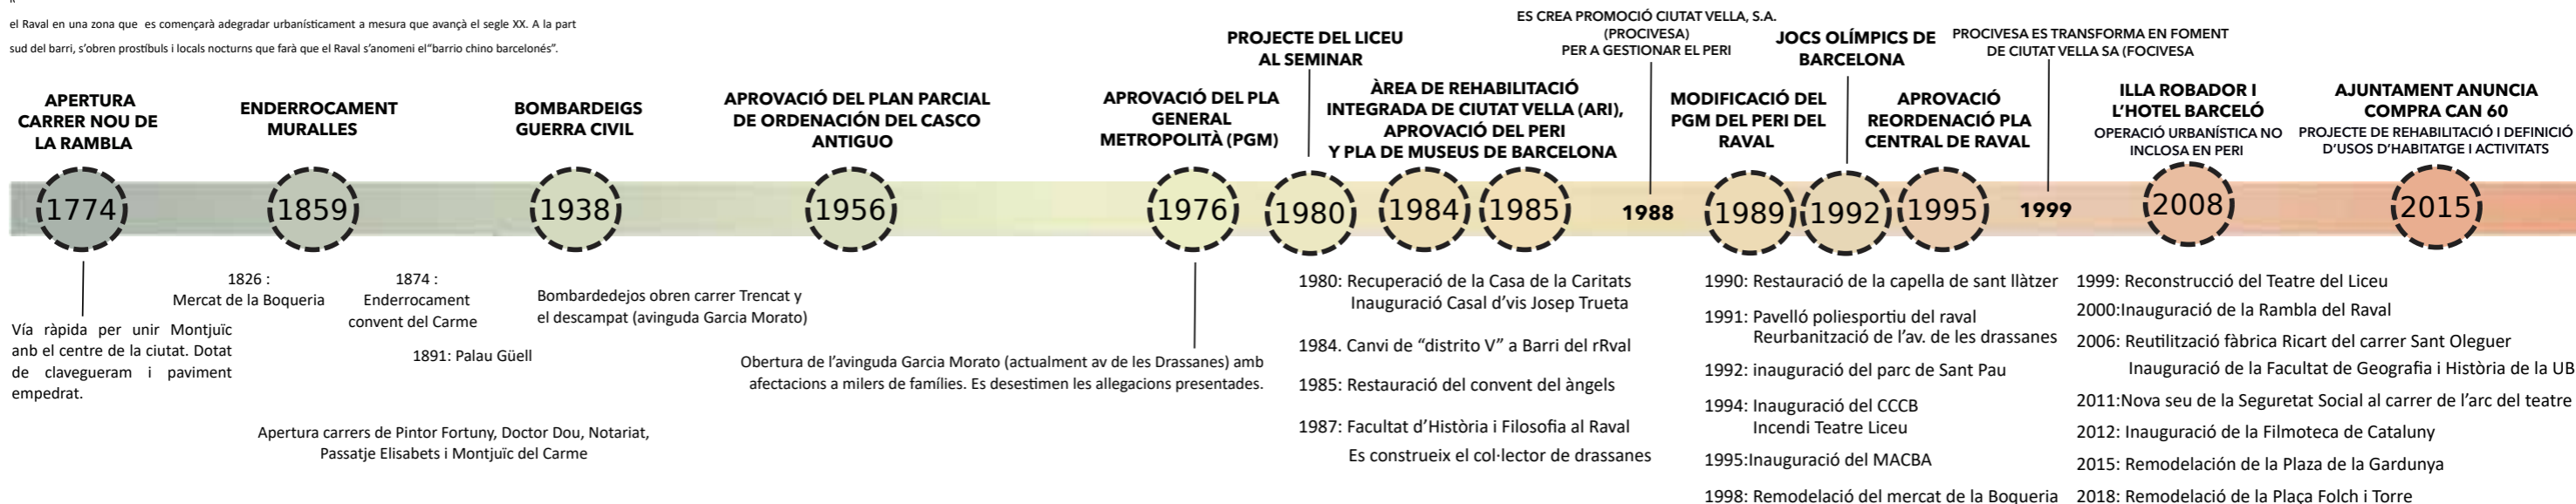 el Raval en una zona que es començarà adegradar urbanísticament a mesura que avançà el segle XX. A la part
sud del barri, s'obren prostíbuls i locals nocturns que farà que el Raval s'anomeni el"barrio chino barcelonés".
APERTURA
CARRER NOU DE
LA RAMBLA
ENDERROCAMENT
MURALLES
BOMBARDEIGS
GUERRA CIVIL
APROVACIÓ DEL PLAN PARCIAL
DE ORDENACIÓN DEL CASCO
ANTIGUO
APROVACIÓ DEL PLA
GENERAL
METROPOLITÀ (PGM)
PROJECTE DEL LICEU
AL SEMINAR
ÀREA DE REHABILITACIÓ
INTEGRADA DE CIUTAT VELLA (ARI),
APROVACIÓ DEL PERI
Y PLA DE MUSEUS DE BARCELONA
ES CREA PROMOCIÓ CIUTAT VELLA, S.A.
(PROCIVESA)
PER A GESTIONAR EL PERI
MODIFICACIÓ DEL
PGM DEL PERI DEL
RAVAL
JOCS OLÍMPICS DE
BARCELONA
APROVACIÓ
REORDENACIÓ PLA
CENTRAL DE RAVAL
PROCIVESA ES TRANSFORMA EN FOMENT
DE CIUTAT VELLA SA (FOCIVESA
ILLA ROBADOR I
L'HOTEL BARCELÓ
OPERACIÓ URBANÍSTICA NO
INCLOSA EN PERI
AJUNTAMENT ANUNCIA
COMPRA CAN 60
PROJECTE DE REHABILITACIÓ I DEFINICIÓ
D'USOS D'HABITATGE I ACTIVITATS
1774
1859
1938
1956
1976
1980
1984
1985
1988
1989
1992
1995
1999
2008
2015
Vía ràpida per unir Montjuïc
anb el centre de la ciutat. Dotat
de clavegueram i paviment
empedrat.
1826 :
Mercat de la Boqueria
1874 :
Enderrocament
convent del Carme
1891: Palau Güell
Apertura carrers de Pintor Fortuny, Doctor Dou, Notariat,
Passatje Elisabets i Montjuïc del Carme
Bombardedejos obren carrer Trencat y
el descampat (avinguda Garcia Morato)
Obertura de l'avinguda Garcia Morato (actualment av de les Drassanes) amb
afectacions a milers de famílies. Es desestimen les allegacions presentades.
1980: Recuperació de la Casa de la Caritats
Inauguració Casal d'vis Josep Trueta
1984. Canvi de "distrito V" a Barri del rRval
1985: Restauració del convent del àngels
1987: Facultat d'Història i Filosofia al Raval
Es construeix el col·lector de drassanes
1990: Restauració de la capella de sant llàtzer
1991: Pavelló poliesportiu del raval
Reurbanització de l'av. de les drassanes
1992: inauguració del parc de Sant Pau
1994: Inauguració del CCCB
Incendi Teatre Liceu
1995:Inauguració del MACBA
1998: Remodelació del mercat de la Boqueria
1999: Reconstrucció del Teatre del Liceu
2000:Inauguració de la Rambla del Raval
2006: Reutilització fàbrica Ricart del carrer Sant Oleguer
Inauguració de la Facultat de Geografia i Història de la UB
2011:Nova seu de la Seguretat Social al carrer de l'arc del teatre
2012: Inauguració de la Filmoteca de Cataluny
2015: Remodelación de la Plaza de la Gardunya
2018: Remodelació de la Plaça Folch i Torre